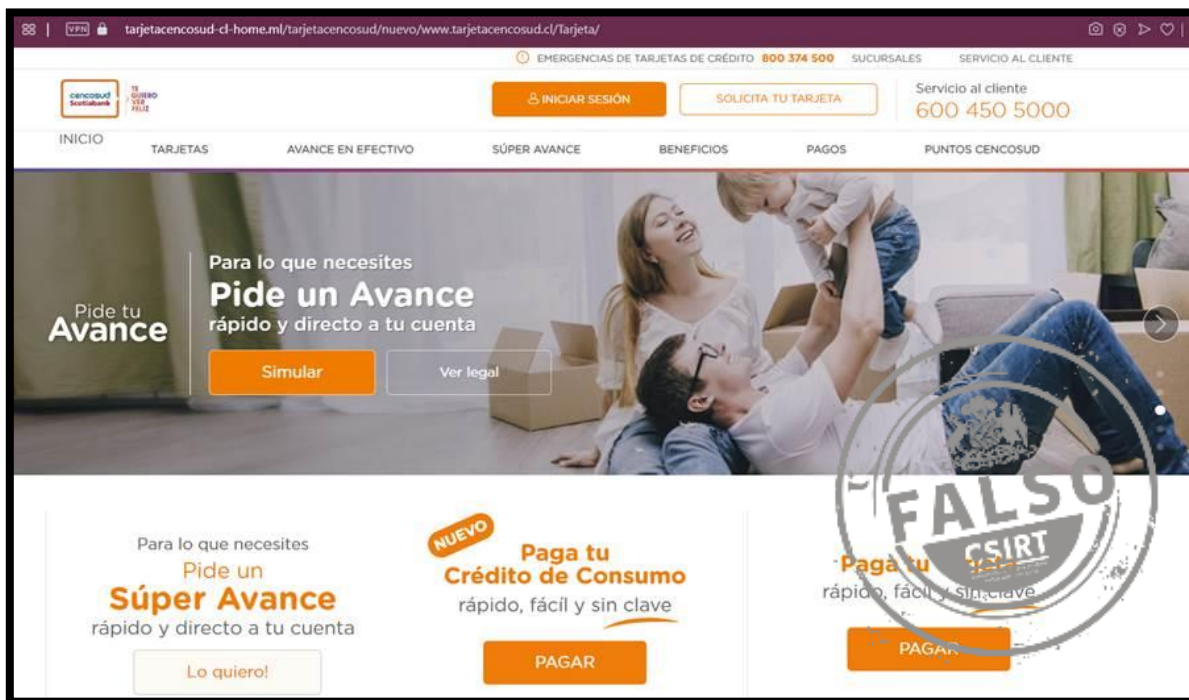 VPN tarjetacencosud-cl-home.ml/tarjetacencosud/nuevo/www.tarjetacencosud.cl/Tarjeta/
EMERGENCIAS DE TARJETAS DE CRÉDITO 800 374 500 SUCURSALES SERVICIO AL CLIENTE
cencosud
Scotiabank
TE
QUIERO
VER
FELIZ
INICIAR SESIÓN
SOLICITA TU TARJETA
Servicio al cliente
600 450 5000
INICIO TARJETAS AVANCE EN EFECTIVO SÚPER AVANCE BENEFICIOS PAGOS PUNTOS CENCOSUD
Pide tu
Avance
Para lo que necesites
Pide un Avance
rápido y directo a tu cuenta
Simular
Ver legal
Para lo que necesites
Pide un
Súper Avance
rápido y directo a tu cuenta
Lo quiero!
NUEVO
Paga tu
Crédito de Consumo
rápido, fácil y sin clave
PAGAR
Paga tu
rápido, fácil y sin clave
PAGAR
FALSO
CSIRT